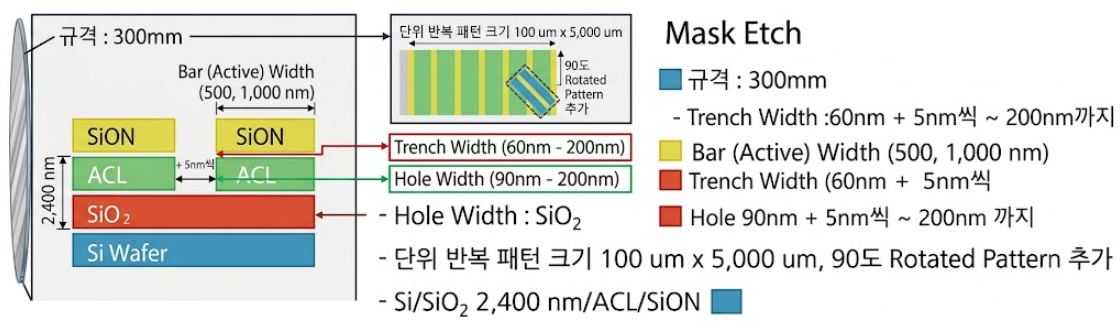 규격 : 300mm
Bar (Active) Width
(500, 1,000 nm)
SiON
SiON
ACL
+ 5nm씩
ACL
2,400 nm
SiO₂
Si Wafer
단위 반복 패턴 크기 100 um x 5,000 um
90도
Rotated
Pattern
추가
Trench Width (60nm - 200nm)
Hole Width (90nm - 200nm)
- Hole Width : SiO₂
- 단위 반복 패턴 크기 100 um x 5,000 um, 90도 Rotated Pattern 추가
- Si/SiO₂ 2,400 nm/ACL/SiON
Mask Etch
규격 : 300mm
- Trench Width :60nm + 5nm씩 ~ 200nm까지
Bar (Active) Width (500, 1,000 nm)
Trench Width (60nm + 5nm씩
Hole 90nm + 5nm씩 ~ 200nm 까지